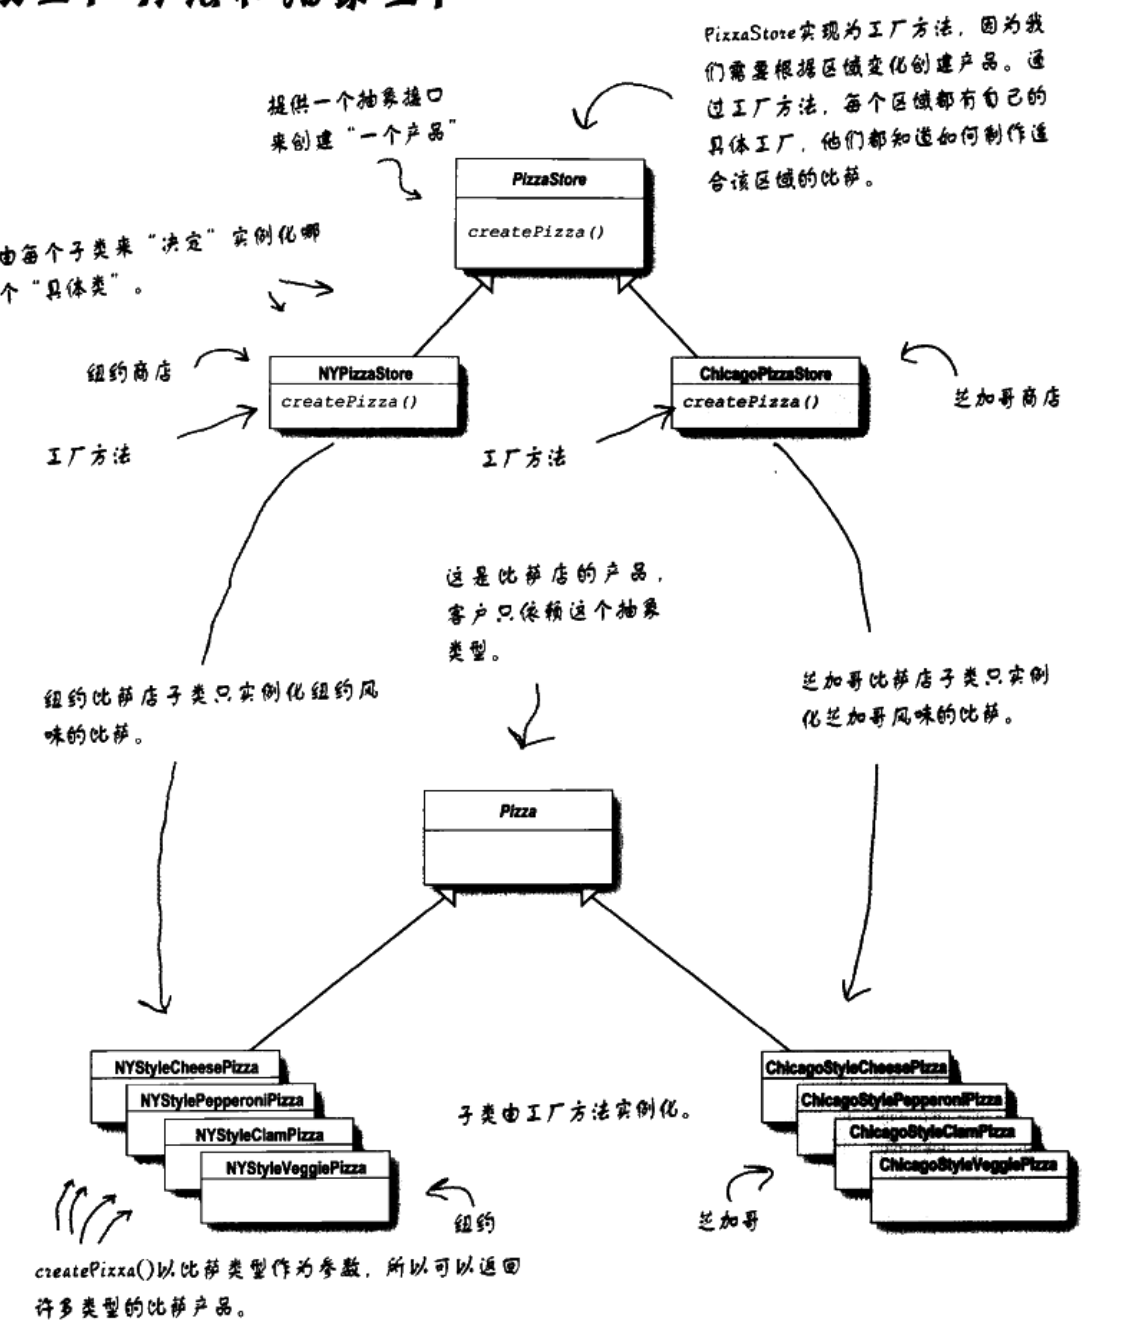 PizzaStore实现为工厂方法，因为我
们需要根据区域变化创建产品。通
过工厂方法，每个区域都有自己的
具体工厂，他们都知道如何制作适
合该区域的比萨。
提供一个抽象接口
来创建“一个产品”
PizzaStore
createPizza()
由每个子类来“决定”实例化哪
个“具体类”。
纽约商店
NYPizzaStore
createPizza()
工厂方法
ChicagoPizzaStore
createPizza()
工厂方法
芝加哥商店
这是比萨店的产品，
客户只依赖这个抽象
类型。
纽约比萨店子类只实例化纽约风
味的比萨。
芝加哥比萨店子类只实例
化芝加哥风味的比萨。
Pizza
NYStyleCheesePizza
NYStylePepperoniPizza
NYStyleClamPizza
NYStyleVeggiePizza
子类由工厂方法实例化。
ChicagoStyleCheesePizza
ChicagoStylePepperoniPizza
ChicagoStyleClamPizza
ChicagoStyleVeggiePizza
纽约
芝加哥
createPizza()以比萨类型作为参数，所以可以返回
许多类型的比萨产品。